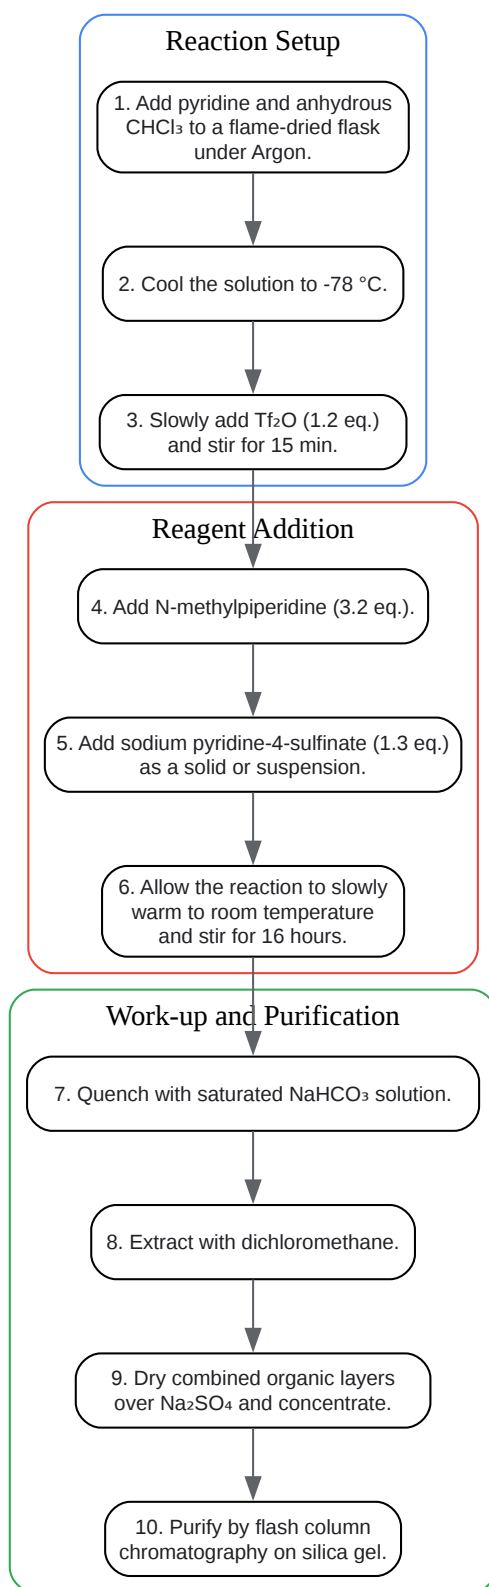 Reaction Setup
1. Add pyridine and anhydrous
CHCl₃ to a flame-dried flask
under Argon.
2. Cool the solution to -78 °C.
3. Slowly add Tf₂O (1.2 eq.)
and stir for 15 min.
Reagent Addition
4. Add N-methylpiperidine (3.2 eq.).
5. Add sodium pyridine-4-sulfinate (1.3 eq.)
as a solid or suspension.
6. Allow the reaction to slowly
warm to room temperature
and stir for 16 hours.
Work-up and Purification
7. Quench with saturated NaHCO₃ solution.
8. Extract with dichloromethane.
9. Dry combined organic layers
over Na₂SO₄ and concentrate.
10. Purify by flash column
chromatography on silica gel.